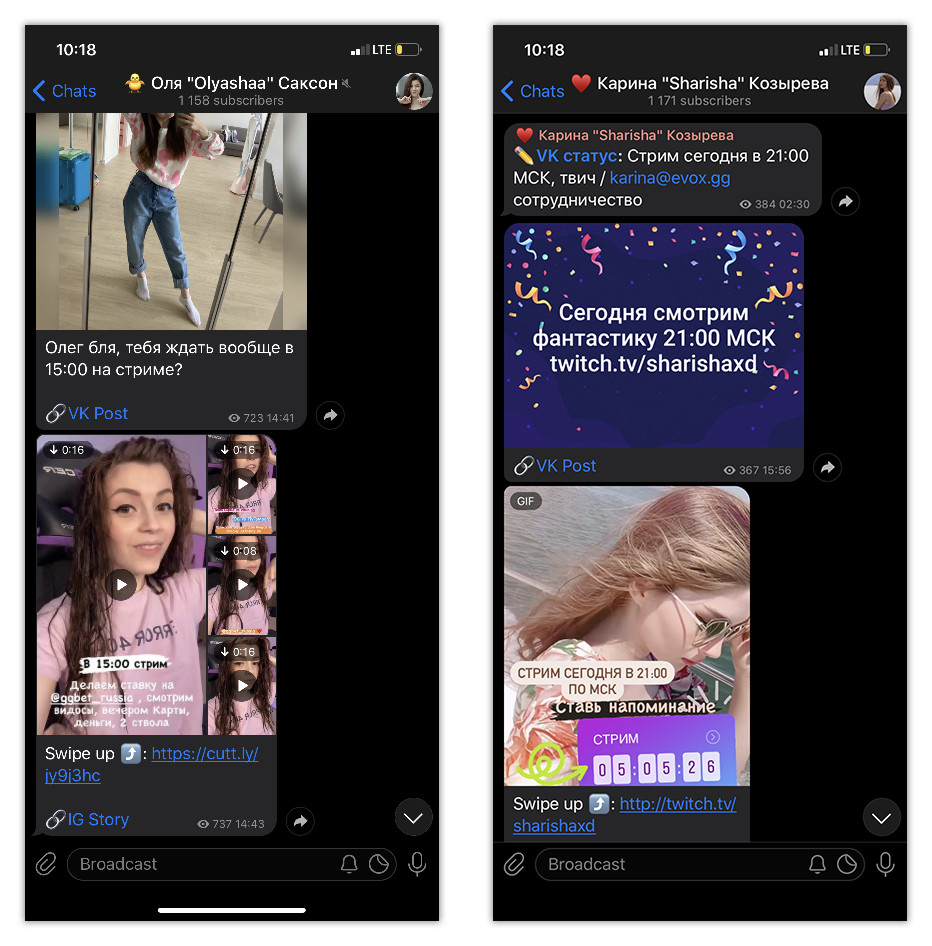 10:18
LTE
Chats
🐥 Оля "Olyashaa" Саксон
1 158 subscribers
Олег бля, тебя ждать вообще в
15:00 на стриме?
🔗VK Post
723 14:41
0:16
0:16
0:08
0:16
В 15:00 стрим
Делаем ставку на
@ggbet_russia , смотрим
видосы, вечером Карты,
деньги, 2 ствола
Swipe up ⤴️: https://cutt.ly/
jy9j3hc
🔗IG Story
737 14:43
Broadcast
10:18
LTE
Chats
❤️ Карина "Sharisha" Козырева
1 171 subscribers
❤️ Карина "Sharisha" Козырева
✏️VK статус: Стрим сегодня в 21:00
МСК, твич / karina@evox.gg
сотрудничество
384 02:30
Сегодня смотрим
фантастику 21:00 МСК
twitch.tv/sharishaxd
🔗VK Post
367 15:56
GIF
СТРИМ СЕГОДНЯ В 21:00
ПО МСК
Ставь напоминание
СТРИМ
05:05:26
Swipe up ⤴️: http://twitch.tv/
sharishaxd
Broadcast